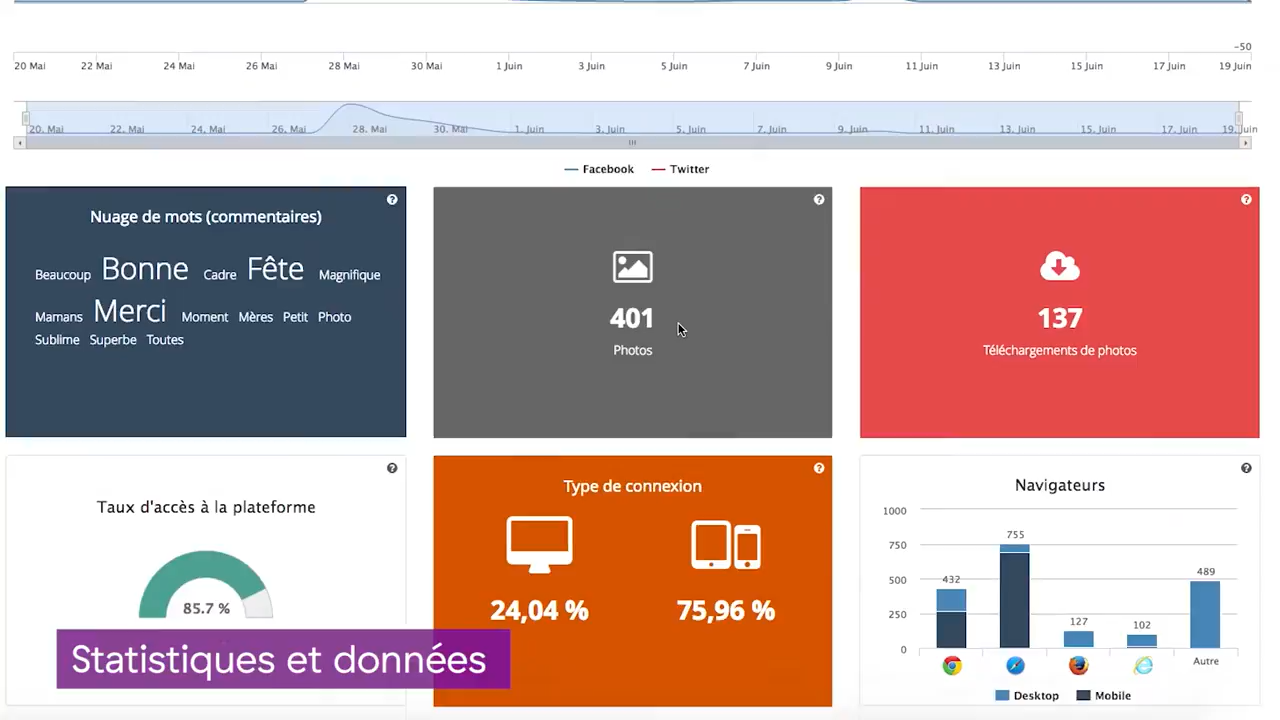 −50
20 Mai 22 Mai 24 Mai 26 Mai 28 Mai 30 Mai 1 Juin 3 Juin 5 Juin 7 Juin 9 Juin 11 Juin 13 Juin 15 Juin 17 Juin 19 Juin
20. Mai 22. Mai 24. Mai 26. Mai 28. Mai 30. Mai 1. Juin 3. Juin 5. Juin 7. Juin 9. Juin 11. Juin 13. Juin 15. Juin 17. Juin 19. Juin
Facebook Twitter
Nuage de mots (commentaires)
Beaucoup Bonne Cadre Fête Magnifique
Mamans Merci Moment Mères Petit Photo
Sublime Superbe Toutes
401
Photos
137
Téléchargements de photos
Taux d'accès à la plateforme
85.7 %
Type de connexion
24,04 % 75,96 %
Navigateurs
1000
750
500
250
0
432
755
127
102
489
Autre
Desktop Mobile
Statistiques et données